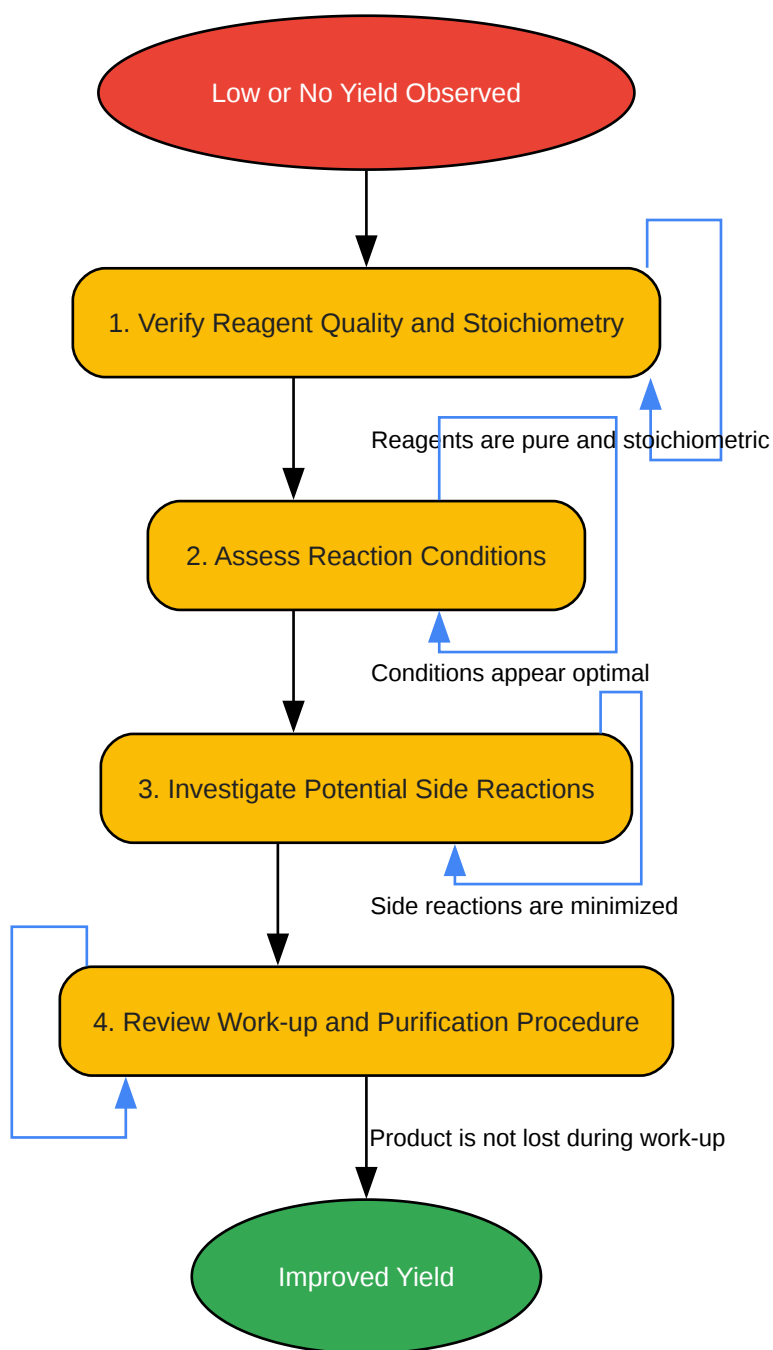 Low or No Yield Observed
1. Verify Reagent Quality and Stoichiometry
Reagents are pure and stoichiometric
2. Assess Reaction Conditions
Conditions appear optimal
3. Investigate Potential Side Reactions
Side reactions are minimized
4. Review Work-up and Purification Procedure
Product is not lost during work-up
Improved Yield